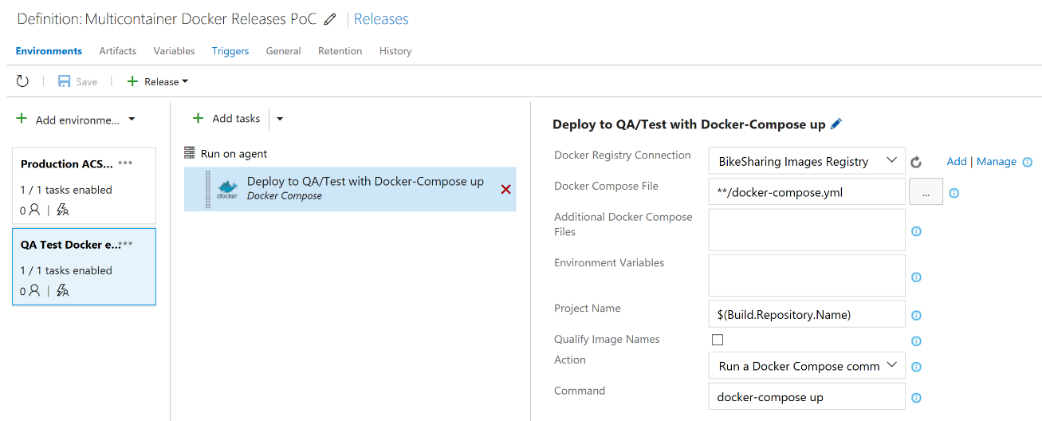 Definition: Multicontainer Docker Releases PoC | Releases
Environments Artifacts Variables Triggers General Retention History
Save + Release
+ Add environme...
+ Add tasks
Production ACS... •••
1 / 1 tasks enabled
0 |
QA Test Docker e..•••
1 / 1 tasks enabled
0 |
Run on agent
docker
Deploy to QA/Test with Docker-Compose up
Docker Compose
Deploy to QA/Test with Docker-Compose up
Docker Registry Connection
BikeSharing Images Registry
Add | Manage
Docker Compose File
**/docker-compose.yml
...
Additional Docker Compose
Files
Environment Variables
Project Name
$(Build.Repository.Name)
Qualify Image Names
Action
Run a Docker Compose comm
Command
docker-compose up